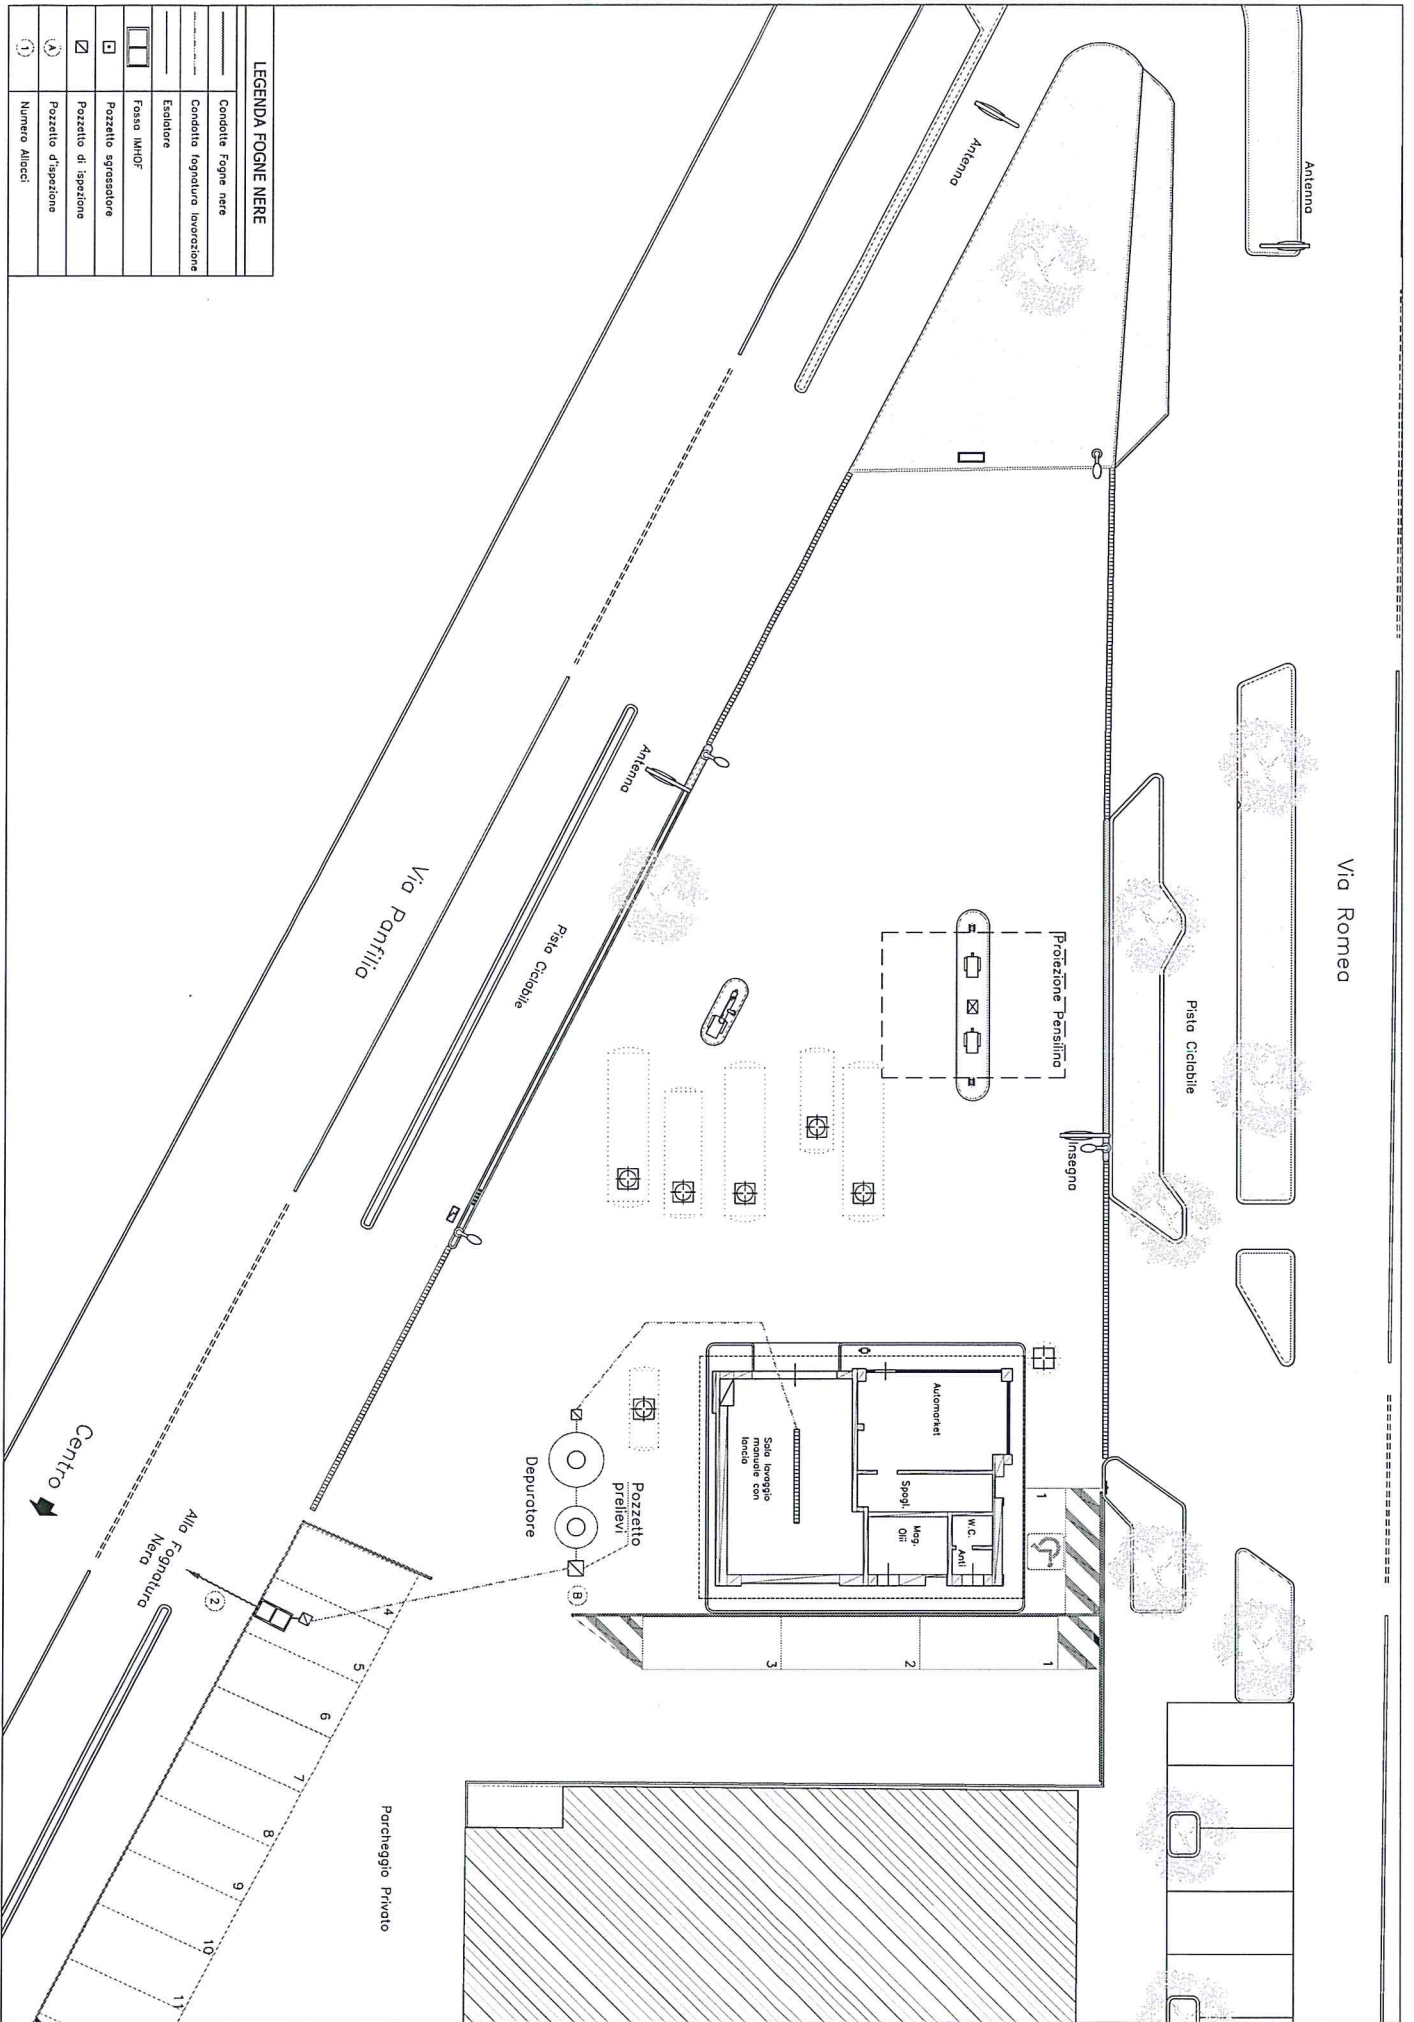 LEGENDA FOGNE NERE
Condotte Fogne nere
Condotta fognatura lavorazione
Esalatore
Fossa IMHOF
Pozzetto sgrassatore
Pozzetto di ispezione
A
Pozzetto d'ispezione
1
Numero Allacci
Antenna
Antenna
Via Romea
Pista Ciclabile
Antenna
Via Panfilia
Pista Ciclabile
Proiezione Pensilina
Insegna
Automarket
Sala lavaggio
manuale con
lancia
Spogl.
Mag.
Olii
W.C.
Anti
1
Pozzetto
prelievi
Depuratore
B
1
2
3
Centro
Alla Fognatura
Nera
2
4
5
6
7
8
9
10
11
Parcheggio Privato